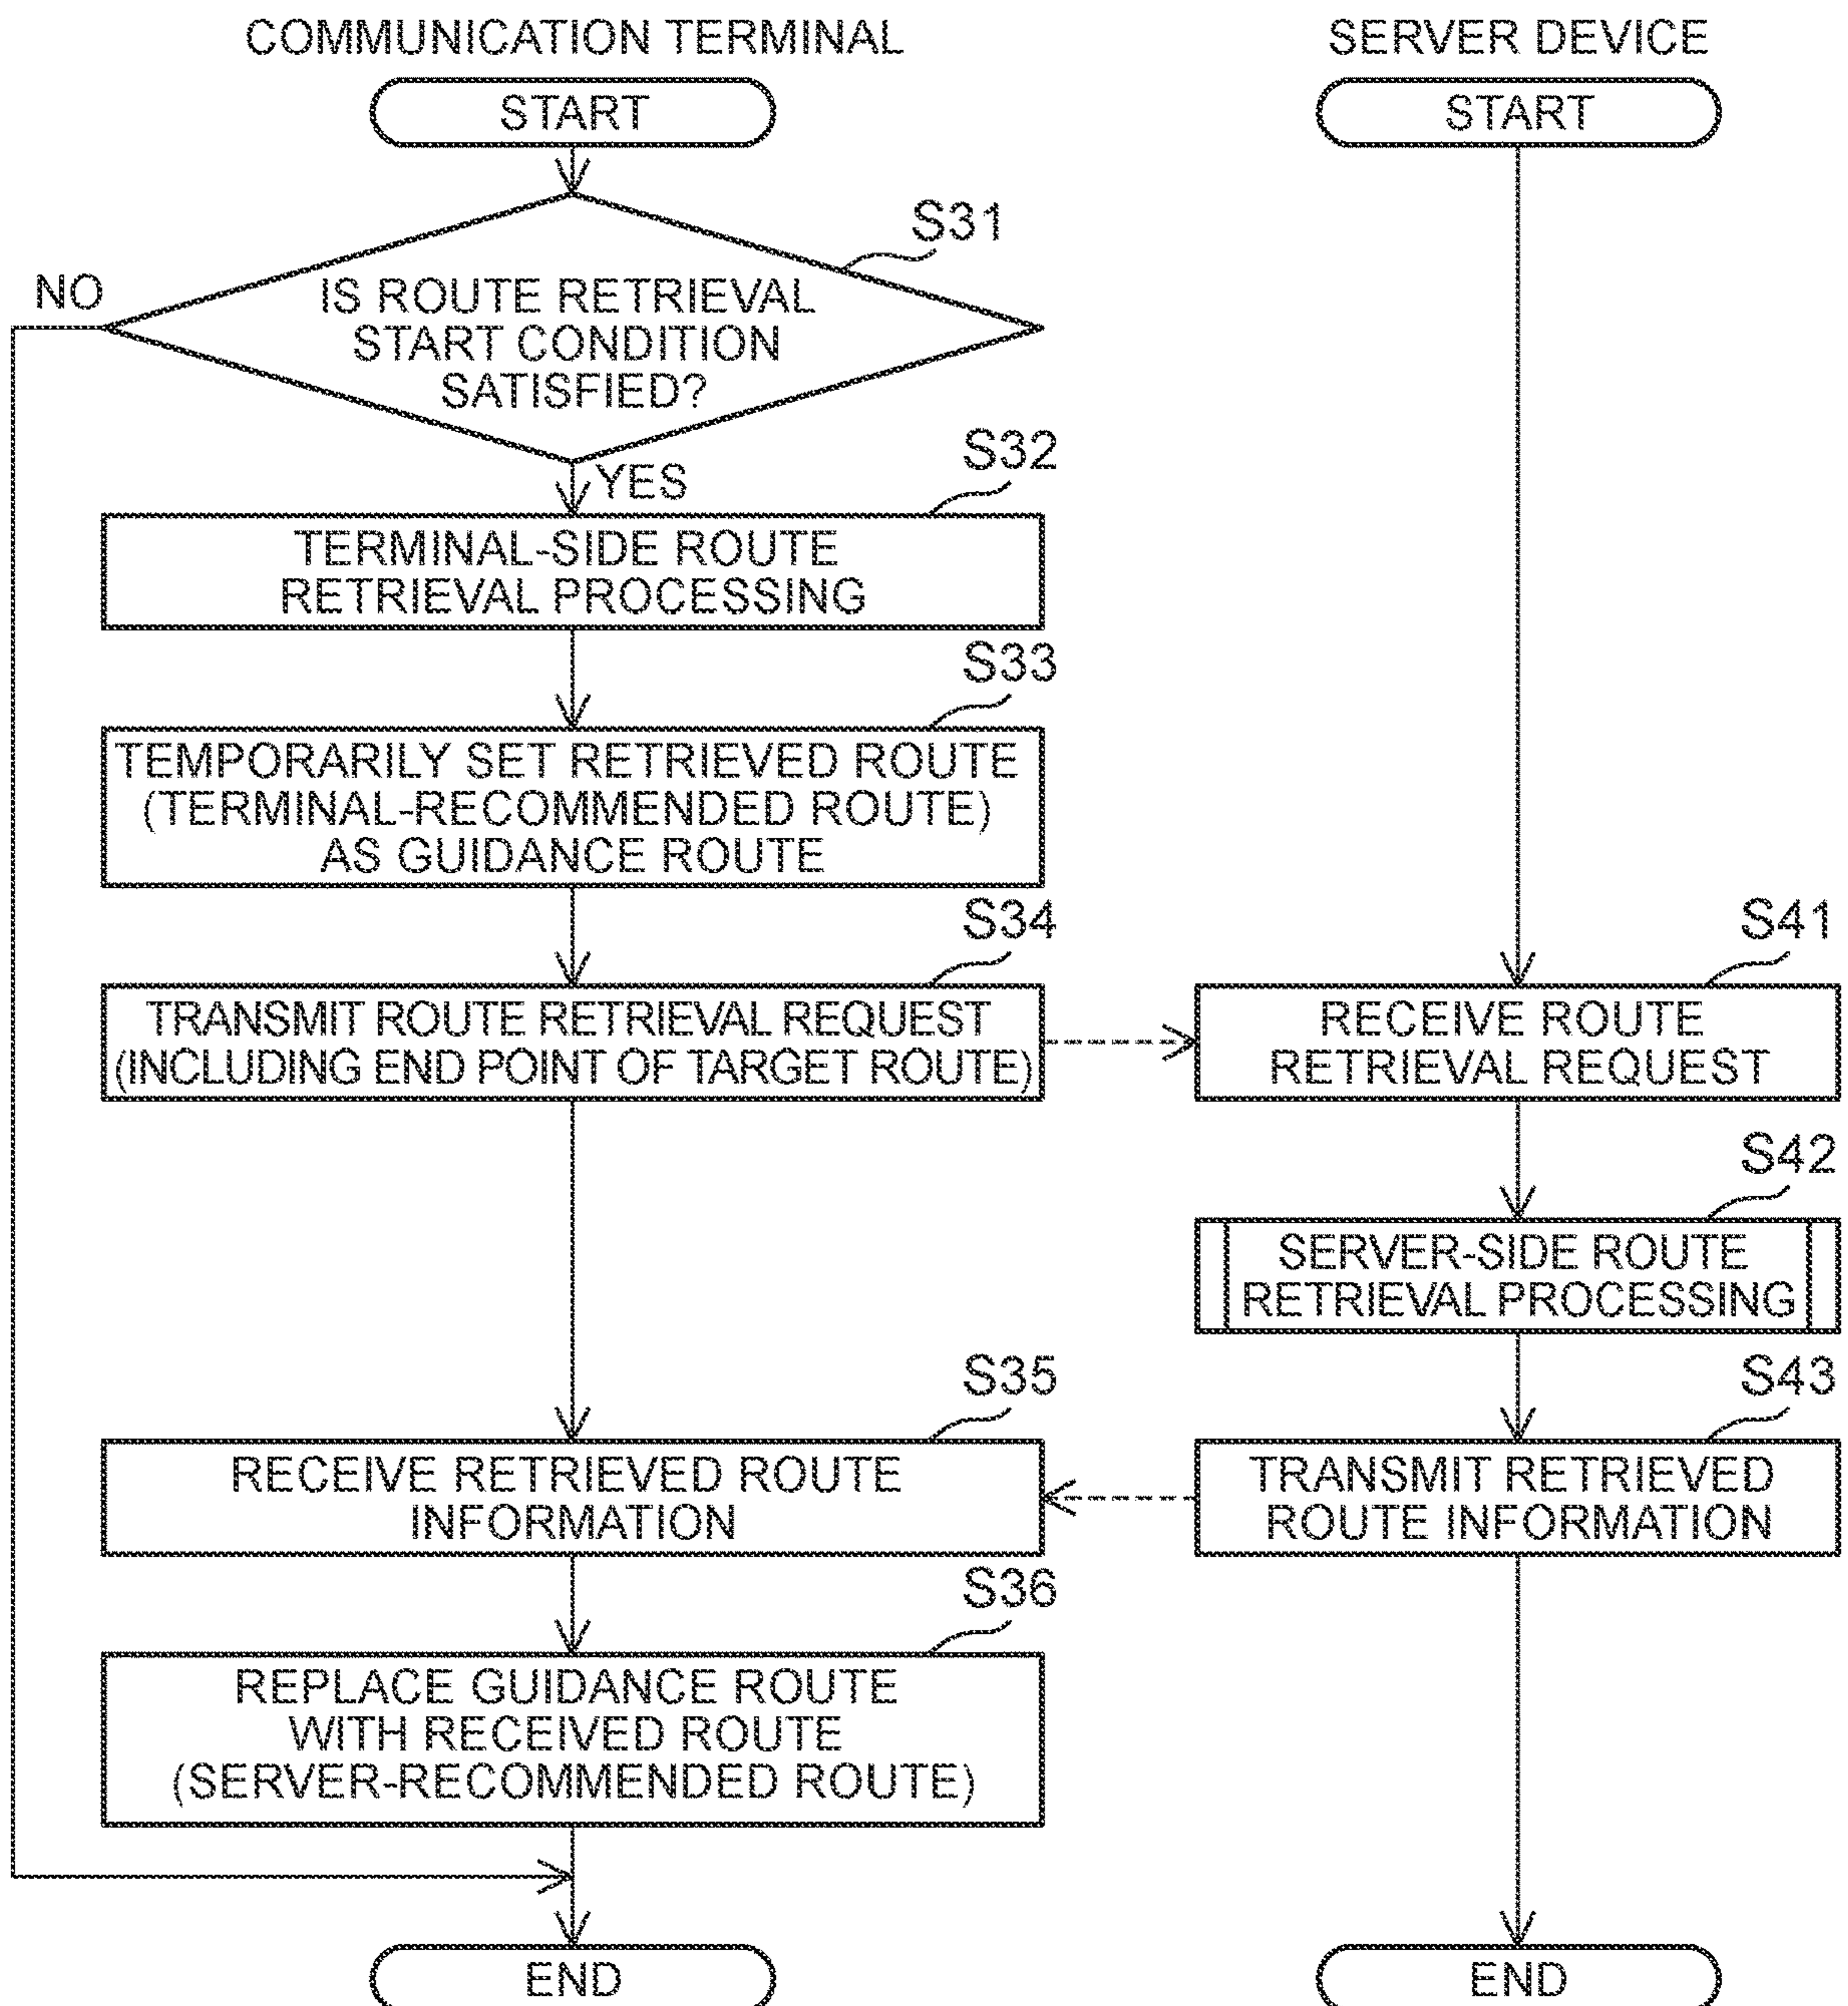 COMMUNICATION TERMINAL
START
S31
NO
IS ROUTE RETRIEVAL
START CONDITION
SATISFIED?
YES
S32
TERMINAL-SIDE ROUTE
RETRIEVAL PROCESSING
S33
TEMPORARILY SET RETRIEVED ROUTE
(TERMINAL-RECOMMENDED ROUTE)
AS GUIDANCE ROUTE
S34
TRANSMIT ROUTE RETRIEVAL REQUEST
(INCLUDING END POINT OF TARGET ROUTE)
S35
RECEIVE RETRIEVED ROUTE
INFORMATION
S36
REPLACE GUIDANCE ROUTE
WITH RECEIVED ROUTE
(SERVER-RECOMMENDED ROUTE)
END
SERVER DEVICE
START
S41
RECEIVE ROUTE
RETRIEVAL REQUEST
S42
SERVER-SIDE ROUTE
RETRIEVAL PROCESSING
S43
TRANSMIT RETRIEVED
ROUTE INFORMATION
END